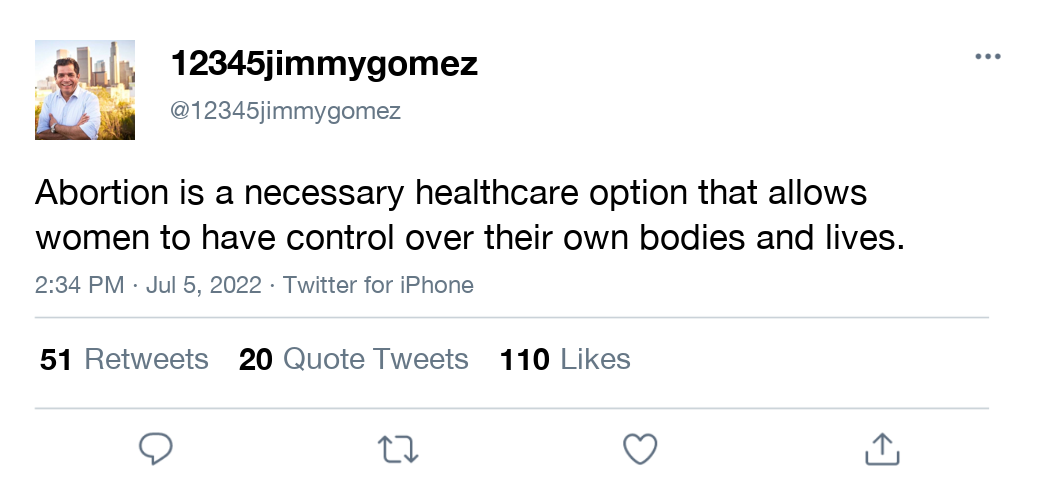 12345jimmygomez
@12345jimmygomez
Abortion is a necessary healthcare option that allows
women to have control over their own bodies and lives.
2:34 PM · Jul 5, 2022 · Twitter for iPhone
51 Retweets 20 Quote Tweets 110 Likes